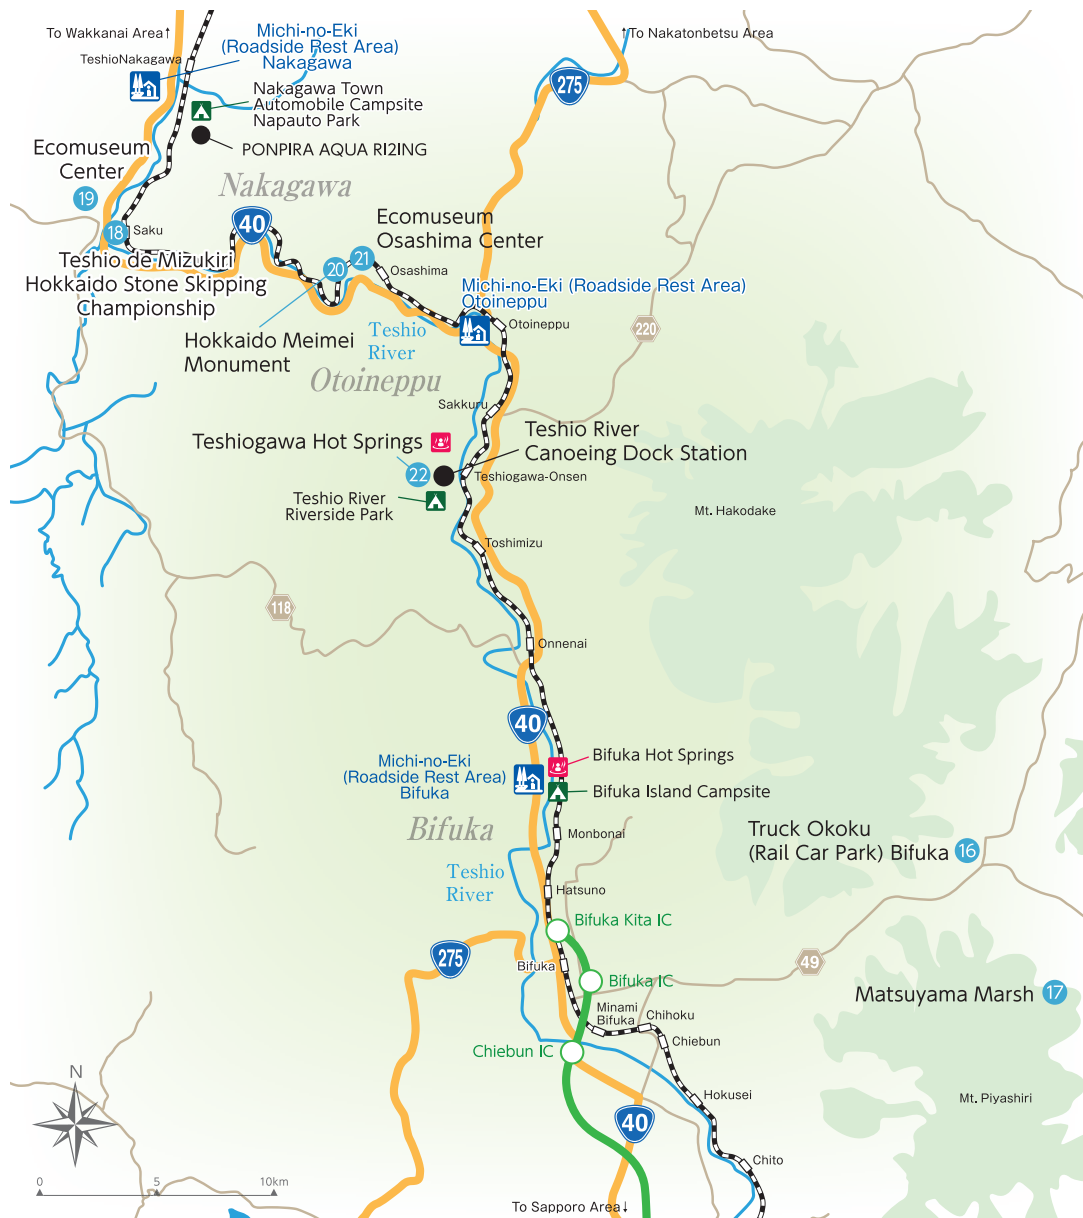 To Wakkanai Area↑
Michi-no-Eki
(Roadside Rest Area)
Nakagawa
↑To Nakatonbetsu Area
TeshioNakagawa
275
Nakagawa Town
Automobile Campsite
Napauto Park
PONPIRA AQUA RI2ING
Ecomuseum
Center
19
Nakagawa
18
Saku
40
Ecomuseum
Osashima Center
Teshio de Mizukiri
Hokkaido Stone Skipping
Championship
20
21
Osashima
Michi-no-Eki (Roadside Rest Area)
Otoineppu
Otoineppu
220
Teshio
River
Hokkaido Meimei
Monument
Otoineppu
Sakkuru
Teshiogawa Hot Springs
Teshio River
Canoeing Dock Station
22
Teshiogawa-Onsen
Teshio River
Riverside Park
Mt. Hakodake
Toshimizu
118
Onnenai
40
Bifuka Hot Springs
Michi-no-Eki
(Roadside Rest Area)
Bifuka
Bifuka Island Campsite
Bifuka
Monbonai
Truck Okoku
(Rail Car Park) Bifuka
16
Teshio
River
Hatsuno
Bifuka Kita IC
275
Bifuka
49
Bifuka IC
Matsuyama Marsh
17
Minami
Bifuka
Chihoku
Chiebun
Chiebun IC
N
Hokusei
Mt. Piyashiri
40
Chito
0
5
10km
To Sapporo Area↓